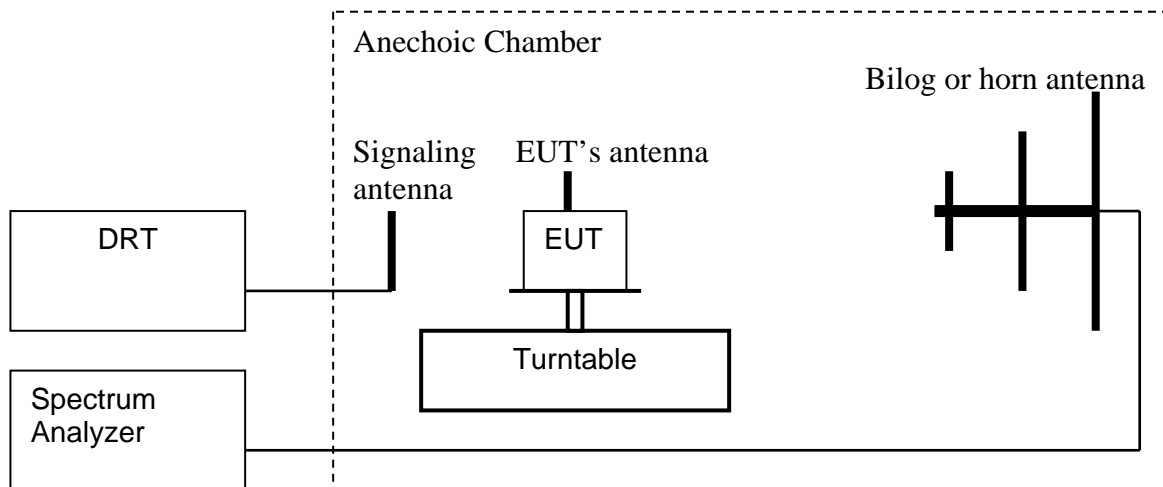 Anechoic Chamber
Bilog or horn antenna
Signaling
antenna
EUT’s antenna
DRT
EUT
Turntable
Spectrum
Analyzer